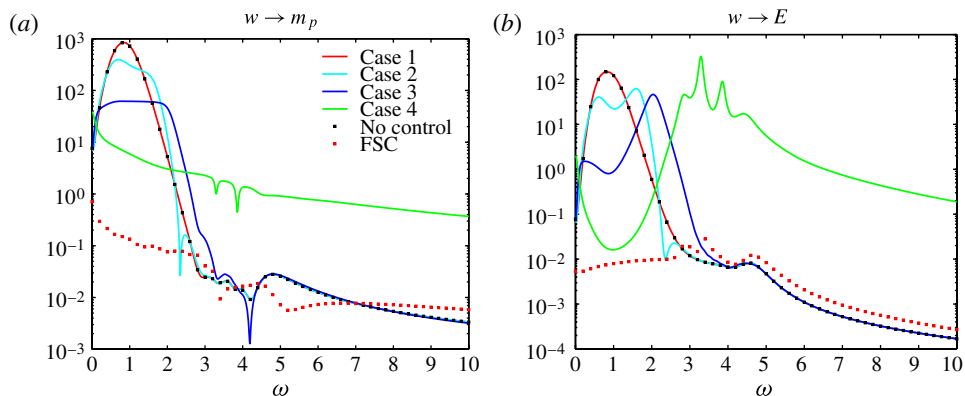 (a) w → m_p
10^3
10^2
10^1
10^0
10^−1
10^−2
10^−3
Case 1
Case 2
Case 3
Case 4
No control
FSC
0 1 2 3 4 5 6 7 8 9 10
ω
(b) w → E
10^3
10^2
10^1
10^0
10^−1
10^−2
10^−3
10^−4
0 1 2 3 4 5 6 7 8 9 10
ω